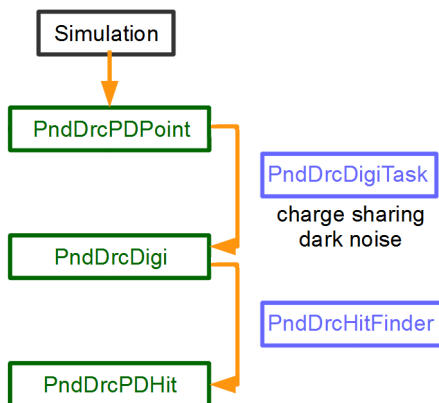 Simulation
PndDrcPDPoint
PndDrcDigiTask
charge sharing
dark noise
PndDrcDigi
PndDrcHitFinder
PndDrcPDHit